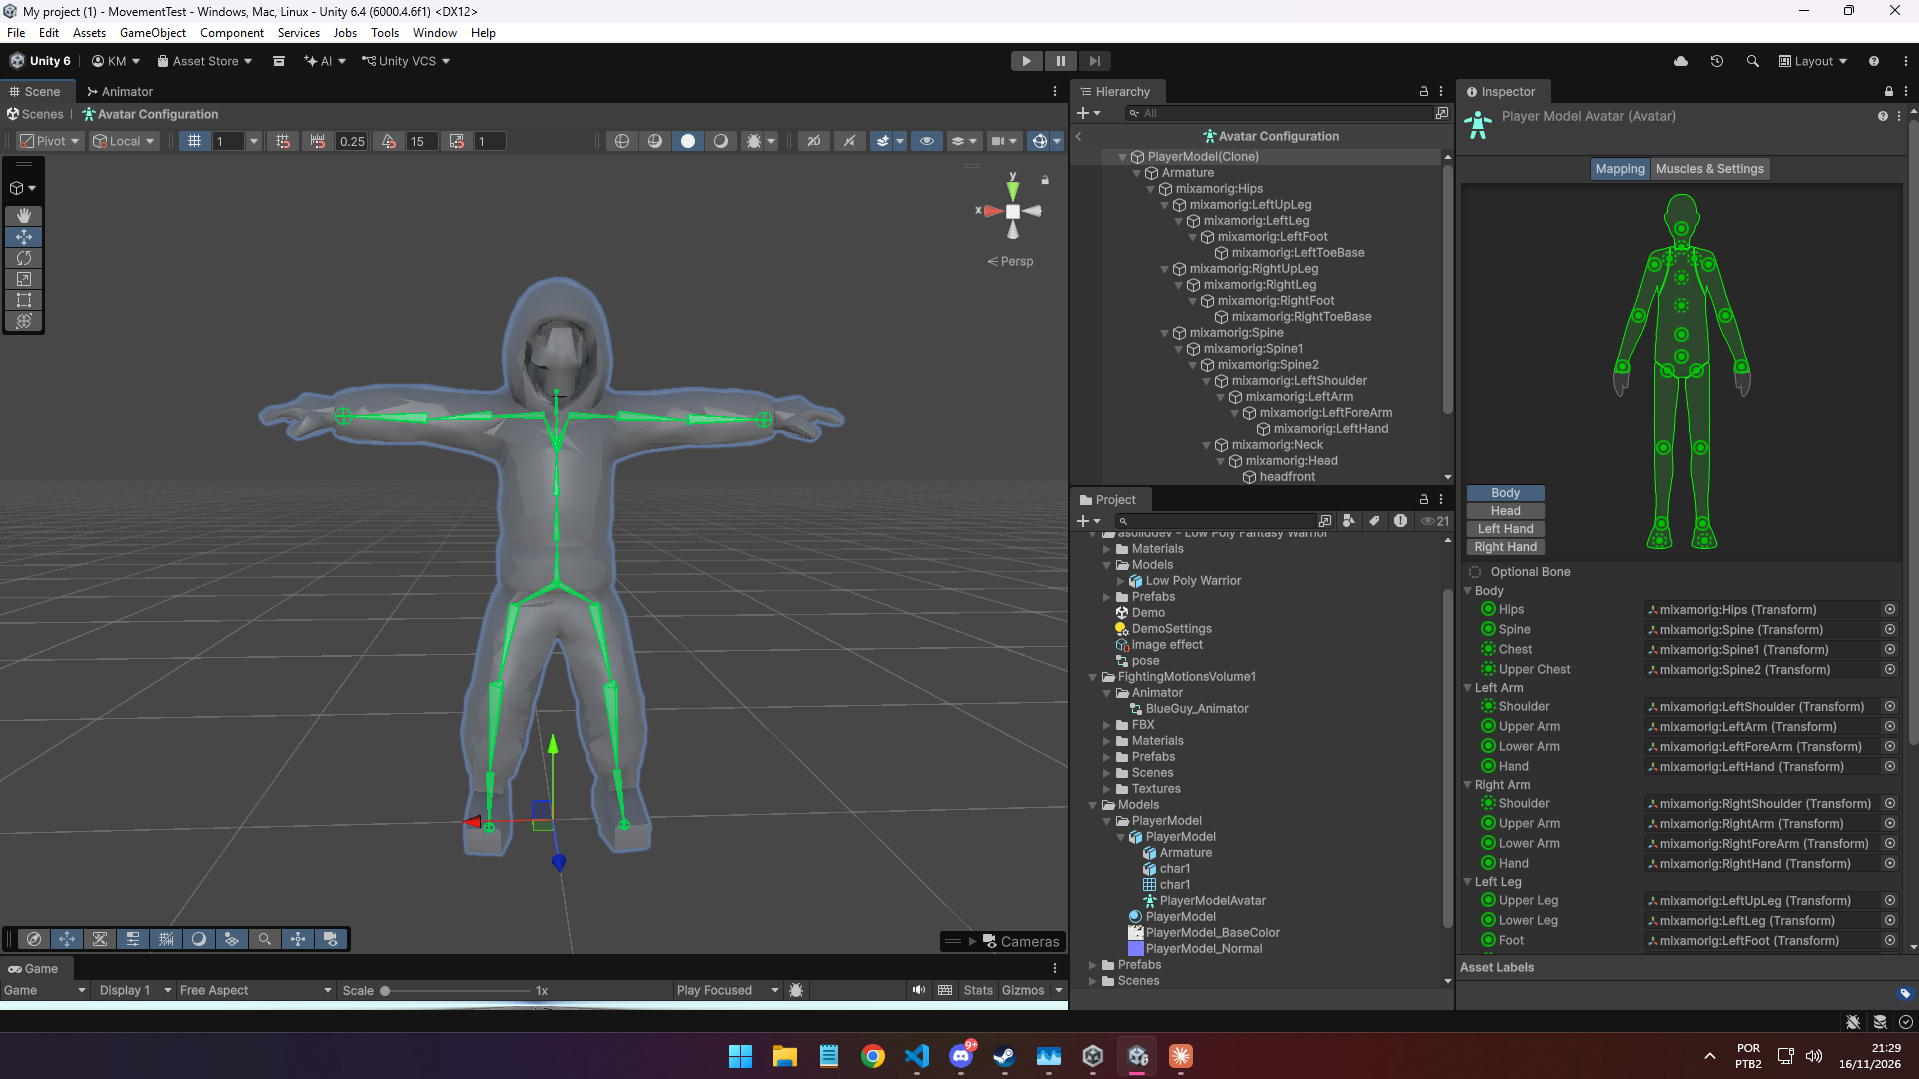 My project (1) - MovementTest - Windows, Mac, Linux - Unity 6.4 (6000.4.6f1) <DX12>
File Edit Assets GameObject Component Services Jobs Tools Window Help
Unity 6 KM Asset Store AI Unity VCS Layout
Scene Animator
Scenes Avatar Configuration
Pivot Local 1 0.25 15 1 2D
y
x
Persp
Cameras
Game
Game Display 1 Free Aspect Scale 1x Play Focused Stats Gizmos
Hierarchy
All
Avatar Configuration
PlayerModel(Clone)
Armature
mixamorig:Hips
mixamorig:LeftUpLeg
mixamorig:LeftLeg
mixamorig:LeftFoot
mixamorig:LeftToeBase
mixamorig:RightUpLeg
mixamorig:RightLeg
mixamorig:RightFoot
mixamorig:RightToeBase
mixamorig:Spine
mixamorig:Spine1
mixamorig:Spine2
mixamorig:LeftShoulder
mixamorig:LeftArm
mixamorig:LeftForeArm
mixamorig:LeftHand
mixamorig:Neck
mixamorig:Head
headfront
Project
21
asoliddev - Low Poly Fantasy Warrior
Materials
Models
Low Poly Warrior
Prefabs
Demo
DemoSettings
image effect
pose
FightingMotionsVolume1
Animator
BlueGuy_Animator
FBX
Materials
Prefabs
Scenes
Textures
Models
PlayerModel
PlayerModel
Armature
char1
char1
PlayerModelAvatar
PlayerModel
PlayerModel_BaseColor
PlayerModel_Normal
Prefabs
Scenes
Inspector
Player Model Avatar (Avatar)
Mapping Muscles & Settings
Body
Head
Left Hand
Right Hand
Optional Bone
Body
Hips mixamorig:Hips (Transform)
Spine mixamorig:Spine (Transform)
Chest mixamorig:Spine1 (Transform)
Upper Chest mixamorig:Spine2 (Transform)
Left Arm
Shoulder mixamorig:LeftShoulder (Transform)
Upper Arm mixamorig:LeftArm (Transform)
Lower Arm mixamorig:LeftForeArm (Transform)
Hand mixamorig:LeftHand (Transform)
Right Arm
Shoulder mixamorig:RightShoulder (Transform)
Upper Arm mixamorig:RightArm (Transform)
Lower Arm mixamorig:RightForeArm (Transform)
Hand mixamorig:RightHand (Transform)
Left Leg
Upper Leg mixamorig:LeftUpLeg (Transform)
Lower Leg mixamorig:LeftLeg (Transform)
Foot mixamorig:LeftFoot (Transform)
Asset Labels
9+
POR
PTB2
21:29
16/11/2026